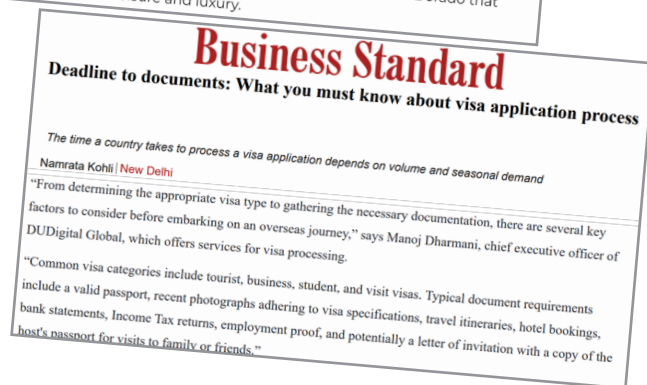 and luxury.
that
Business Standard
Deadline to documents: What you must know about visa application process
The time a country takes to process a visa application depends on volume and seasonal demand
Namrata Kohli | New Delhi
“From determining the appropriate visa type to gathering the necessary documentation, there are several key
factors to consider before embarking on an overseas journey,” says Manoj Dharmani, chief executive officer of
DUDigital Global, which offers services for visa processing.
“Common visa categories include tourist, business, student, and visit visas. Typical document requirements
include a valid passport, recent photographs adhering to visa specifications, travel itineraries, hotel bookings,
bank statements, Income Tax returns, employment proof, and potentially a letter of invitation with a copy of the
host's passport for visits to family or friends.”